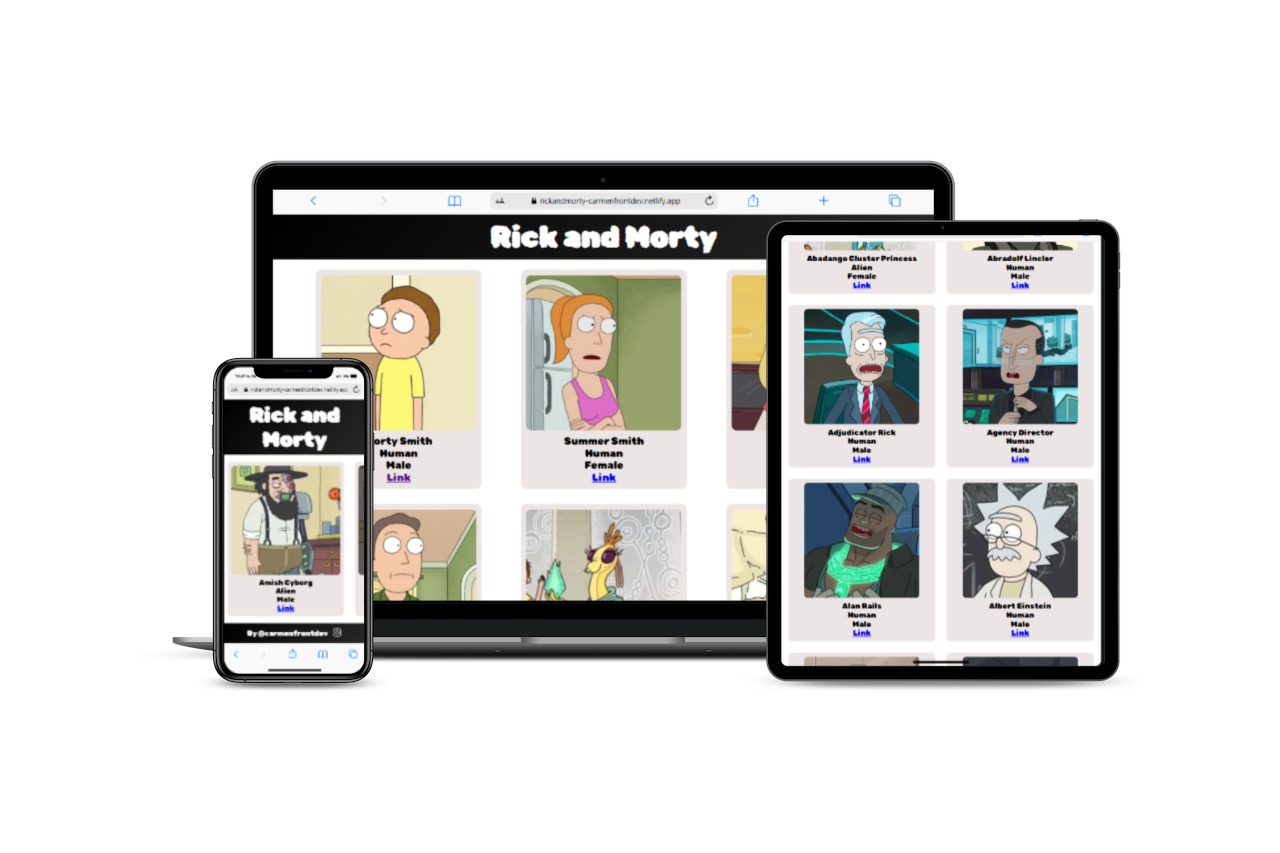 AA rickandmorty-carmenfrontdev.netlify.app
Rick and Morty
orty Smith
Human
Male
Link
Summer Smith
Human
Female
Link
AA rickandmorty-carmenfrontdev.netlify.app
Rick and
Morty
Amish Cyborg
Alien
Male
Link
By @carmenfrontdev
Abadango Cluster Princess
Alien
Female
Link
Abradolf Lincler
Human
Male
Link
Adjudicator Rick
Human
Male
Link
Agency Director
Human
Male
Link
Alan Rails
Human
Male
Link
Albert Einstein
Human
Male
Link